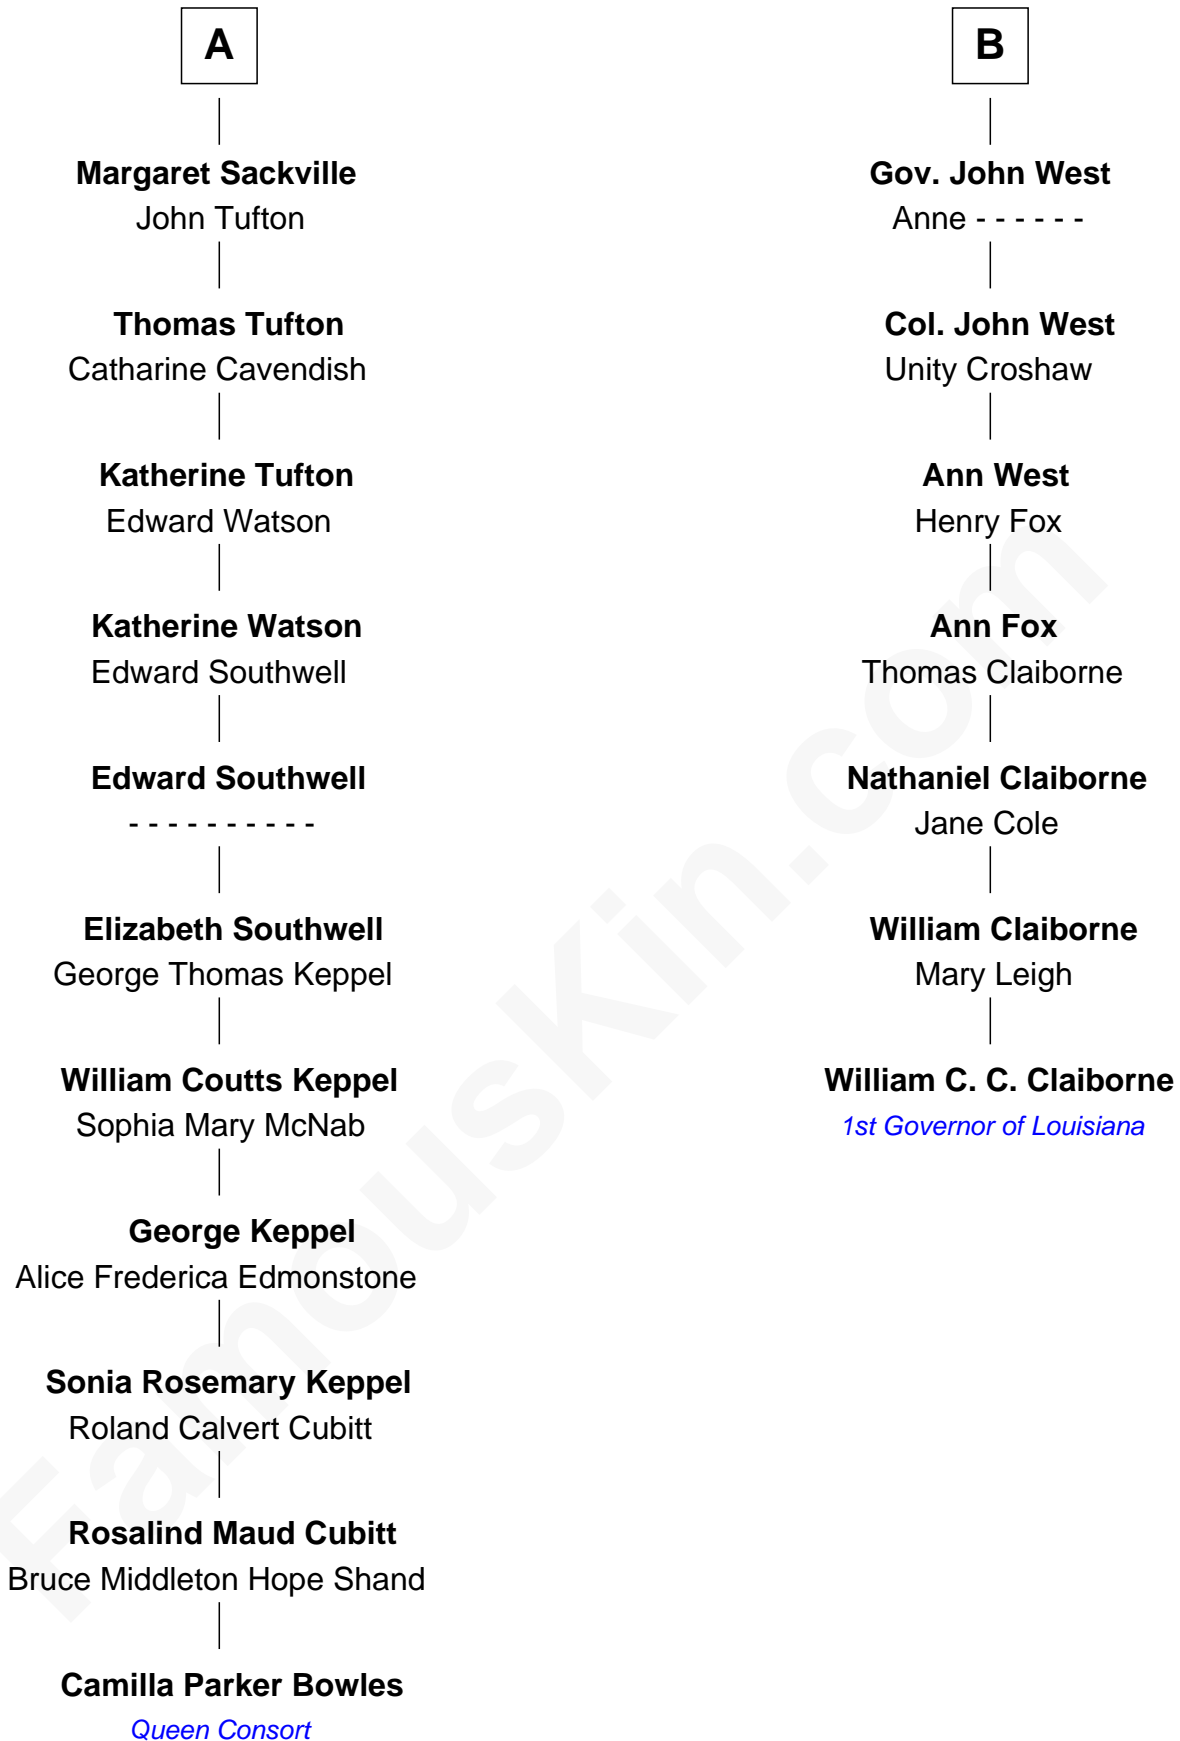 A
Margaret Sackville
John Tufton
Thomas Tufton
Catharine Cavendish
Katherine Tufton
Edward Watson
Katherine Watson
Edward Southwell
Edward Southwell
- - - - - - - - - -
Elizabeth Southwell
George Thomas Keppel
William Coutts Keppel
Sophia Mary McNab
George Keppel
Alice Frederica Edmonstone
Sonia Rosemary Keppel
Roland Calvert Cubitt
Rosalind Maud Cubitt
Bruce Middleton Hope Shand
Camilla Parker Bowles
Queen Consort
B
Gov. John West
Anne - - - - - -
Col. John West
Unity Croshaw
Ann West
Henry Fox
Ann Fox
Thomas Claiborne
Nathaniel Claiborne
Jane Cole
William Claiborne
Mary Leigh
William C. C. Claiborne
1st Governor of Louisiana
FamousKin.com